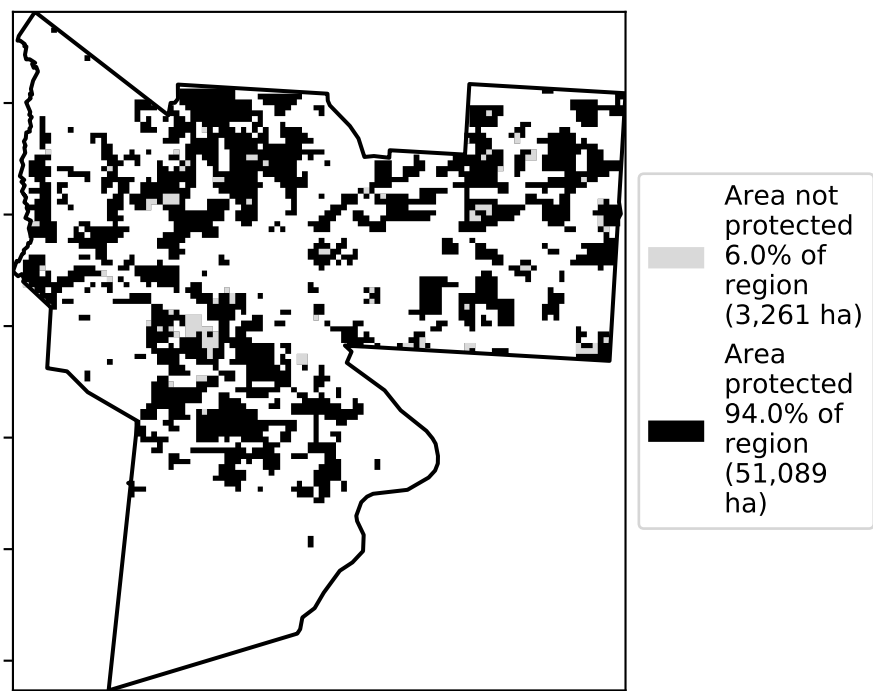 Area not
protected
6.0% of
region
(3,261 ha)
Area
protected
94.0% of
region
(51,089
ha)